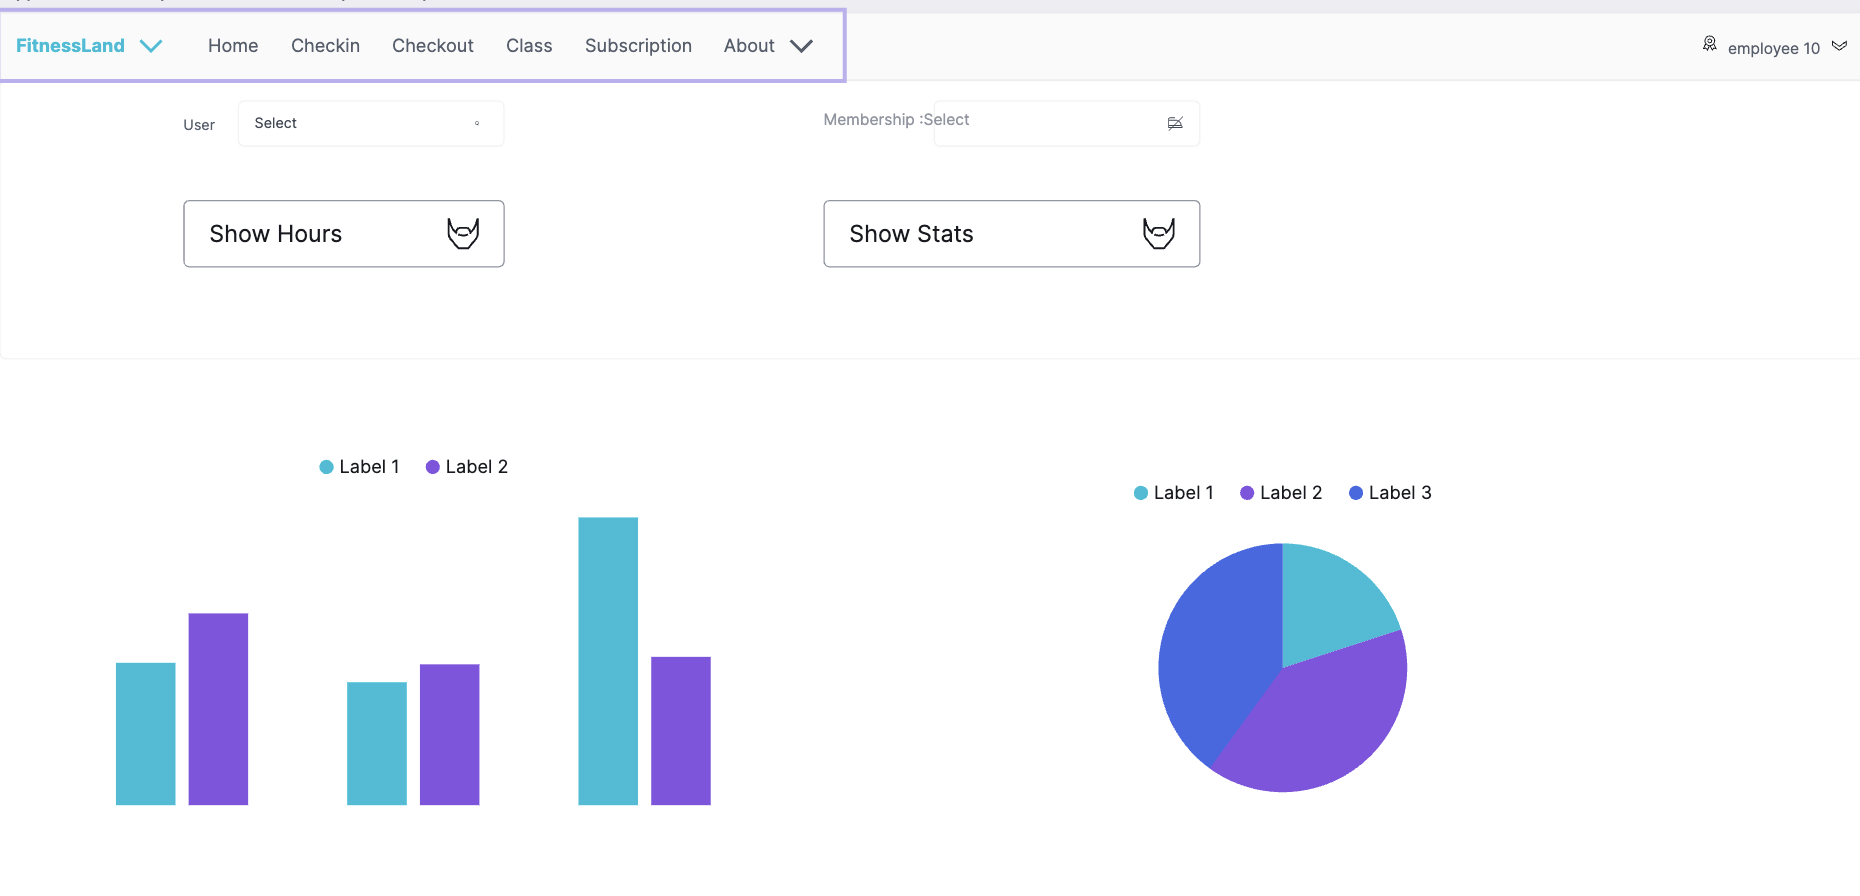 FitnessLand Home Checkin Checkout Class Subscription About employee 10
User Select Membership :Select
Show Hours Show Stats
Label 1 Label 2
Label 1 Label 2 Label 3